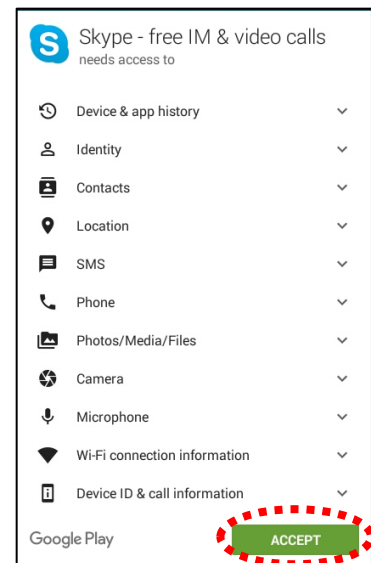 Skype - free IM & video calls
needs access to
Device & app history
Identity
Contacts
Location
SMS
Phone
Photos/Media/Files
Camera
Microphone
Wi-Fi connection information
Device ID & call information
Google Play ACCEPT